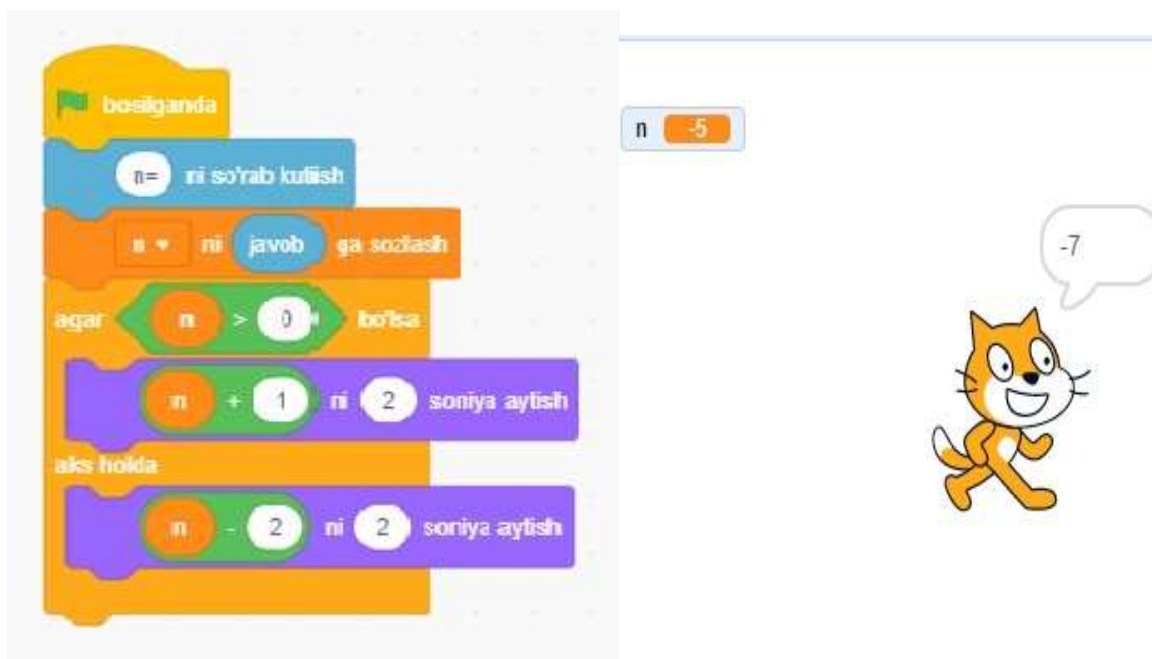 bosilganda
n= ni so'rab kutish
n ni javob ga sozlash
agar n > 0 bo'lsa
n + 1 ni 2 soniya aytish
aks holda
n - 2 ni 2 soniya aytish
n -5
-7